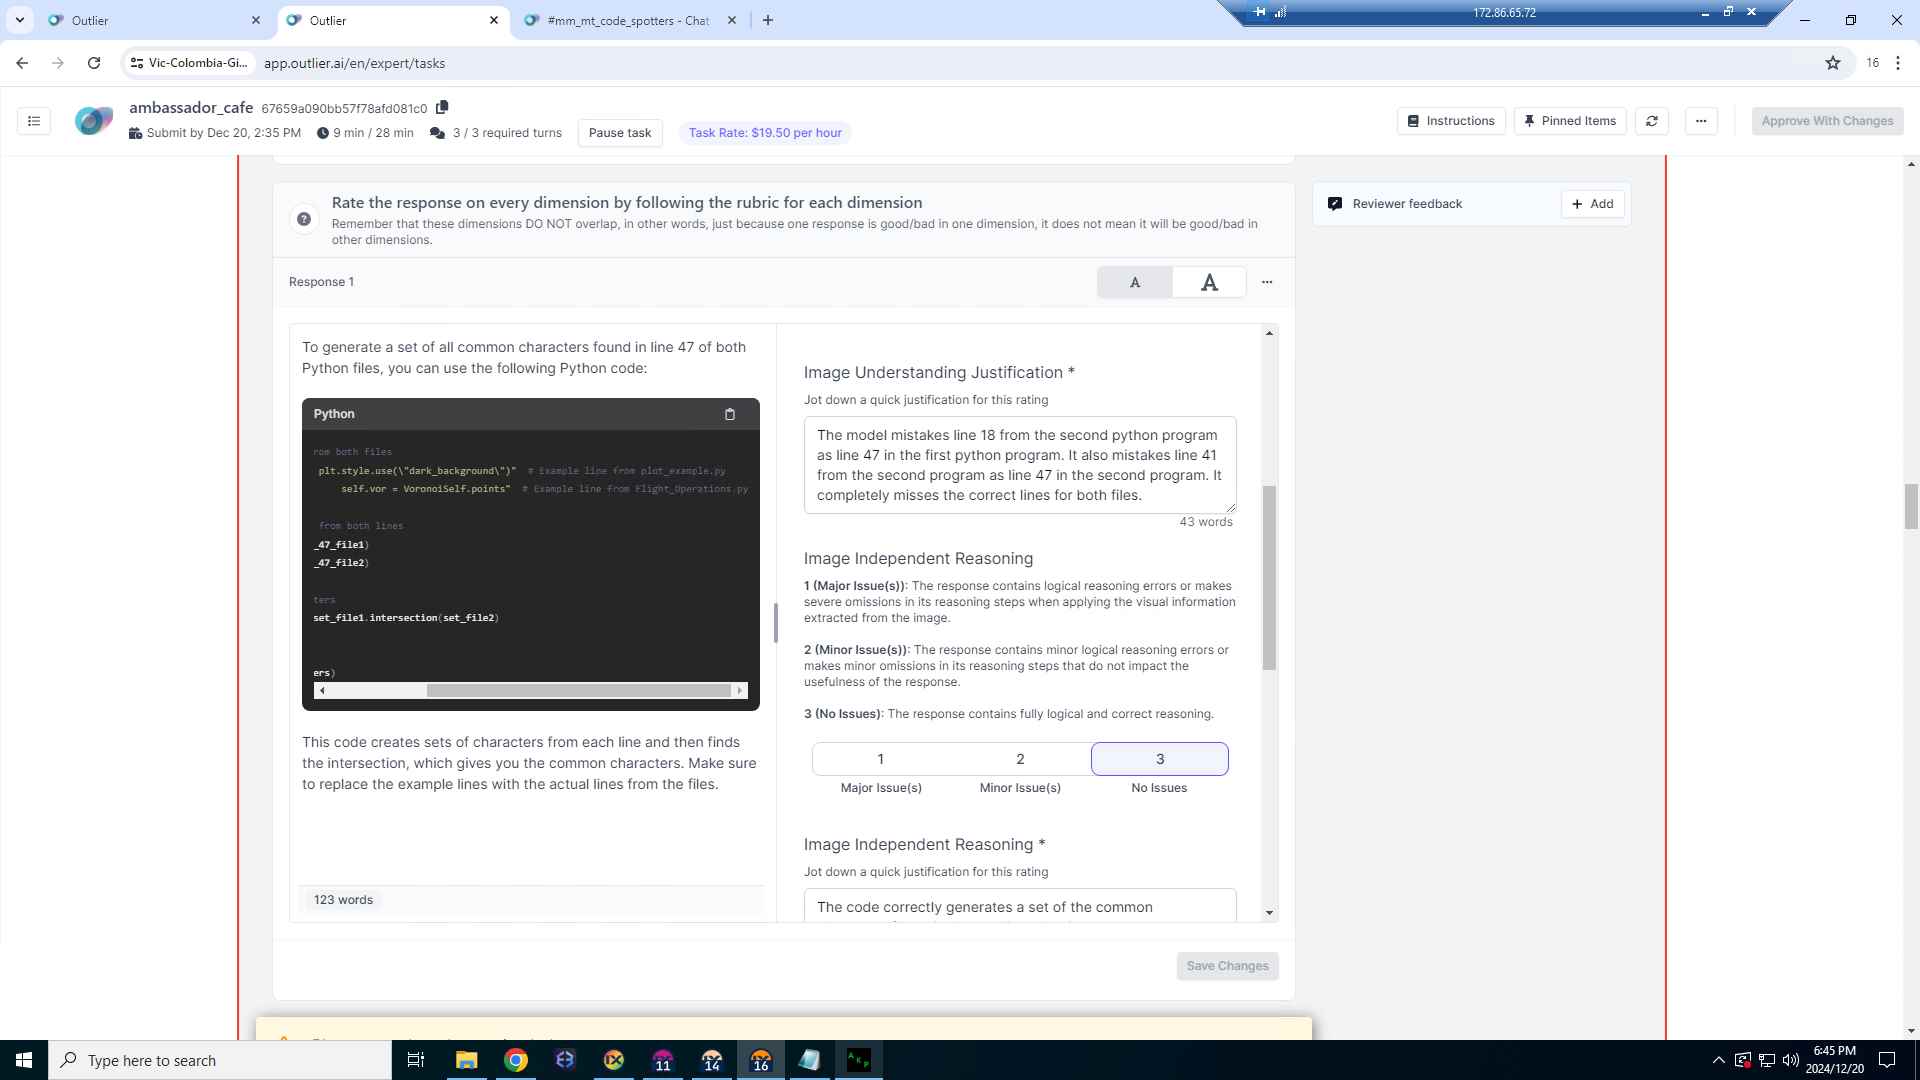 Outlier
Outlier
#mm_mt_code_spotters - Chat
172.86.65.72
Vic-Colombia-Gi...
app.outlier.ai/en/expert/tasks
16
ambassador_cafe 67659a090bb57f78afd081c0
Submit by Dec 20, 2:35 PM
9 min / 28 min
3 / 3 required turns
Pause task
Task Rate: $19.50 per hour
Instructions
Pinned Items
Approve With Changes
Rate the response on every dimension by following the rubric for each dimension
Remember that these dimensions DO NOT overlap, in other words, just because one response is good/bad in one dimension, it does not mean it will be good/bad in
other dimensions.
Reviewer feedback
+ Add
Response 1
A
A
To generate a set of all common characters found in line 47 of both
Python files, you can use the following Python code:
Python
rom both files
plt.style.use(\"dark_background\")" # Example line from plot_example.py
self.vor = VoronoiSelf.points" # Example line from Flight_Operations.py
from both lines
_47_file1)
_47_file2)
ters
set_file1.intersection(set_file2)
ers)
This code creates sets of characters from each line and then finds
the intersection, which gives you the common characters. Make sure
to replace the example lines with the actual lines from the files.
123 words
Image Understanding Justification *
Jot down a quick justification for this rating
The model mistakes line 18 from the second python program
as line 47 in the first python program. It also mistakes line 41
from the second program as line 47 in the second program. It
completely misses the correct lines for both files.
43 words
Image Independent Reasoning
1 (Major Issue(s)): The response contains logical reasoning errors or makes
severe omissions in its reasoning steps when applying the visual information
extracted from the image.
2 (Minor Issue(s)): The response contains minor logical reasoning errors or
makes minor omissions in its reasoning steps that do not impact the
usefulness of the response.
3 (No Issues): The response contains fully logical and correct reasoning.
1
2
3
Major Issue(s)
Minor Issue(s)
No Issues
Image Independent Reasoning *
Jot down a quick justification for this rating
The code correctly generates a set of the common
Save Changes
Type here to search
11
14
16
6:45 PM
2024/12/20